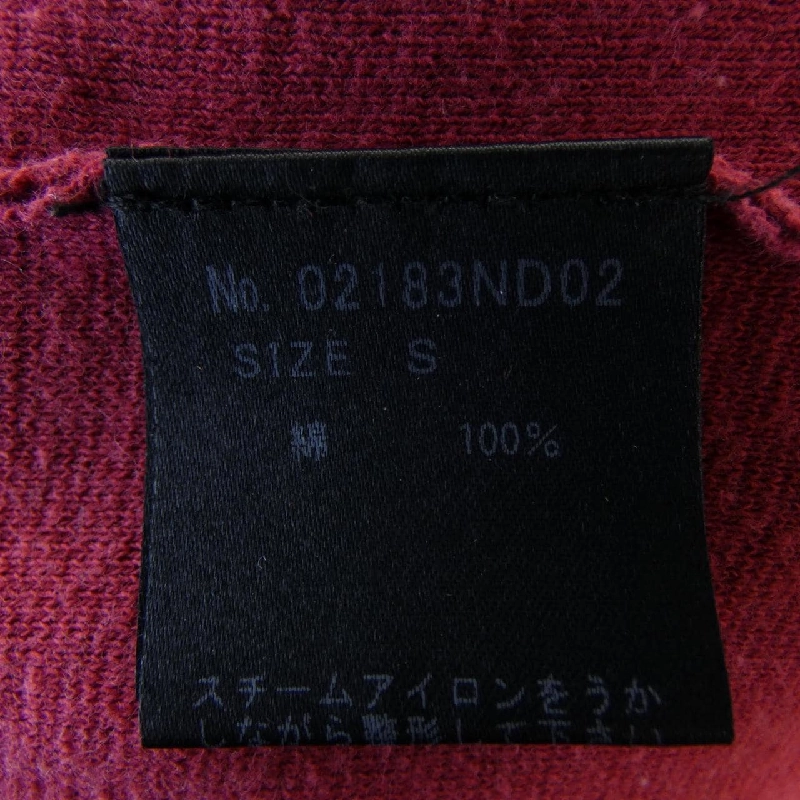 No. 02183ND02
SIZE S
綿 100%
スチームアイロンをうか
しながら整形して下さい